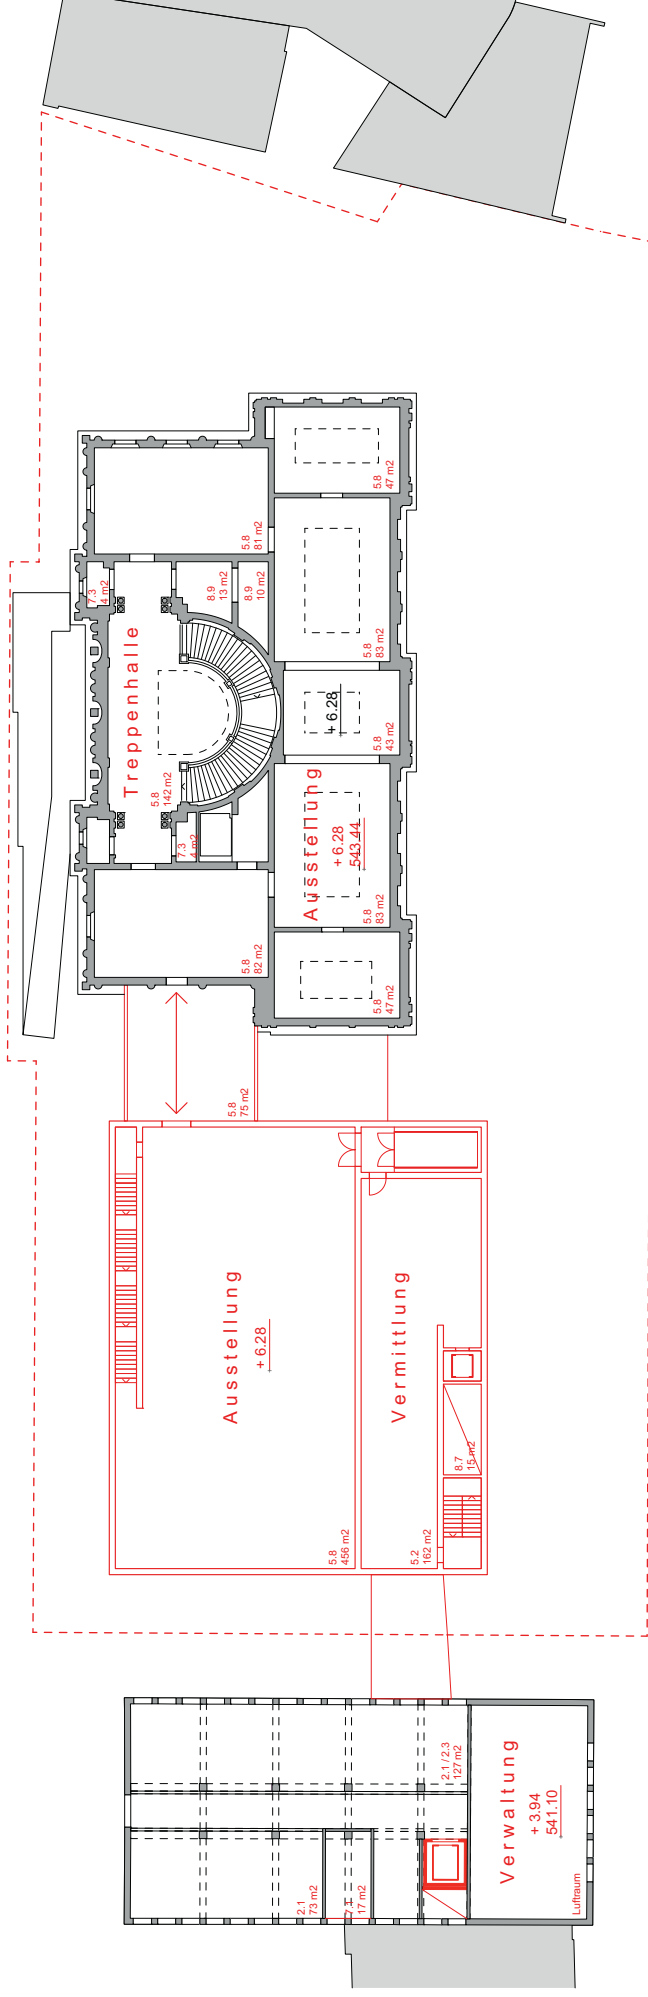 5.8
47 m2
5.8
81 m2
7.3
4 m2
8.9
13 m2
8.9
10 m2
Treppenhalle
5.8
83 m2
+ 6.28
5.8
43 m2
5.8
142 m2
7.3
4 m2
Ausstellung
+ 6.28
543.44
5.8
83 m2
5.8
82 m2
5.8
47 m2
5.8
75 m2
Ausstellung
+ 6.28
Vermittlung
8.7
15 m2
5.8
456 m2
5.2
162 m2
2.1 / 2.3
127 m2
Verwaltung
+ 3.94
541.10
2.1
73 m2
17 m2
Luftraum